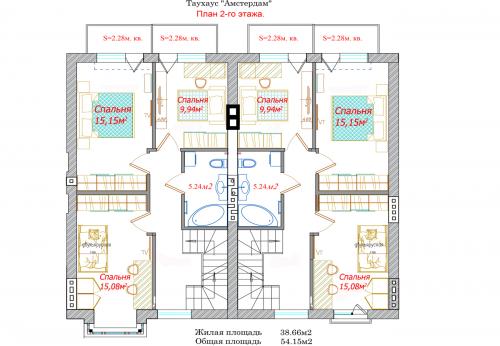 Таухаус "Амстердам"
План 2-го этажа.
S=2.28м. кв. S=2.28м. кв. S=2.28м. кв. S=2.28м. кв.
Спальня
15,15м²
Спальня
9,94м²
Спальня
9,94м²
Спальня
15,15м²
TV
5.24м2
5.24м2
TV
Спальня
15,08м²
Спальня
15,08м²
Жилая площадь 38.66м2
Общая площадь 54.15м2